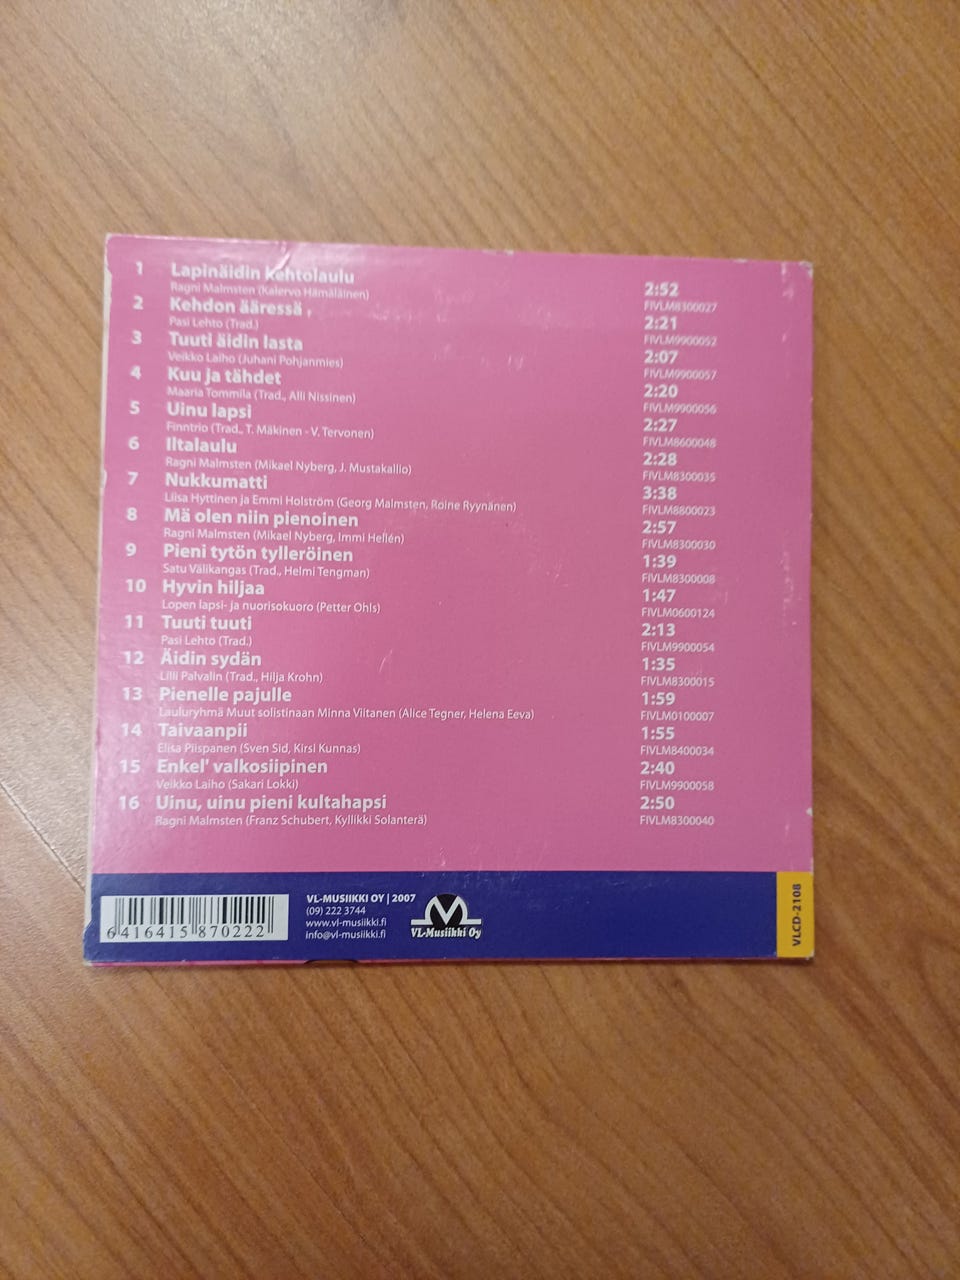 1 Lapinäidin kehtolaulu 2:52
Ragni Malmsten (Kalervo Hämäläinen) FIVLM8300027
2 Kehdon ääressä 2:21
Pasi Lehto (Trad.) FIVLM9900052
3 Tuuti äidin lasta 2:07
Veikko Laiho (Juhani Pohjanmies) FIVLM9900057
4 Kuu ja tähdet 2:20
Maaria Tommila (Trad., Alli Nissinen) FIVLM9900056
5 Uinu lapsi 2:27
Finntrio (Trad., T. Mäkinen - V. Tervonen) FIVLM8600048
6 Iltalaulu 2:28
Ragni Malmsten (Mikael Nyberg, J. Mustakallio) FIVLM8300035
7 Nukkumatti 3:38
Liisa Hyttinen ja Emmi Holström (Georg Malmsten, Roine Ryynänen) FIVLM8800023
8 Mä olen niin pienoinen 2:57
Ragni Malmsten (Mikael Nyberg, Immi Hellén) FIVLM8300030
9 Pieni tytön tylleröinen 1:39
Satu Välikangas (Trad., Helmi Tengman) FIVLM8300008
10 Hyvin hiljaa 1:47
Lopen lapsi- ja nuorisokuoro (Petter Ohls) FIVLM0600124
11 Tuuti tuuti 2:13
Pasi Lehto (Trad.) FIVLM9900054
12 Äidin sydän 1:35
Lilli Palvalin (Trad., Hilja Krohn) FIVLM8300015
13 Pienelle pajulle 1:59
Lauluryhmä Muut solistinaan Minna Viitanen (Alice Tegner, Helena Eeva) FIVLM0100007
14 Taivaanpii 1:55
Elisa Piispanen (Sven Sid, Kirsi Kunnas) FIVLM8400034
15 Enkel' valkosiipinen 2:40
Veikko Laiho (Sakari Lokki) FIVLM9900058
16 Uinu, uinu pieni kultahapsi 2:50
Ragni Malmsten (Franz Schubert, Kyllikki Solanterä) FIVLM8300040
6 416415 870222
VL-MUSIIKKI OY | 2007
(09) 222 3744
www.vl-musiikki.fi
info@vl-musiikki.fi
VL-Musiikki Oy
VLCD-2108